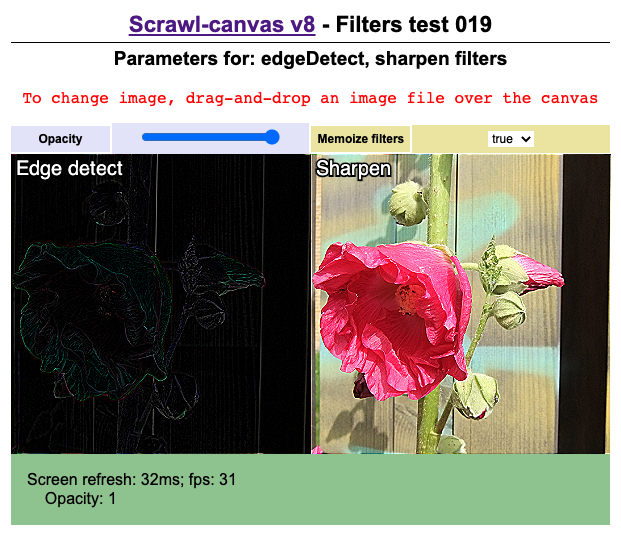 Scrawl-canvas v8 - Filters test 019
Parameters for: edgeDetect, sharpen filters
To change image, drag-and-drop an image file over the canvas
Opacity
Memoize filters
true
Edge detect
Sharpen
Screen refresh: 32ms; fps: 31
Opacity: 1